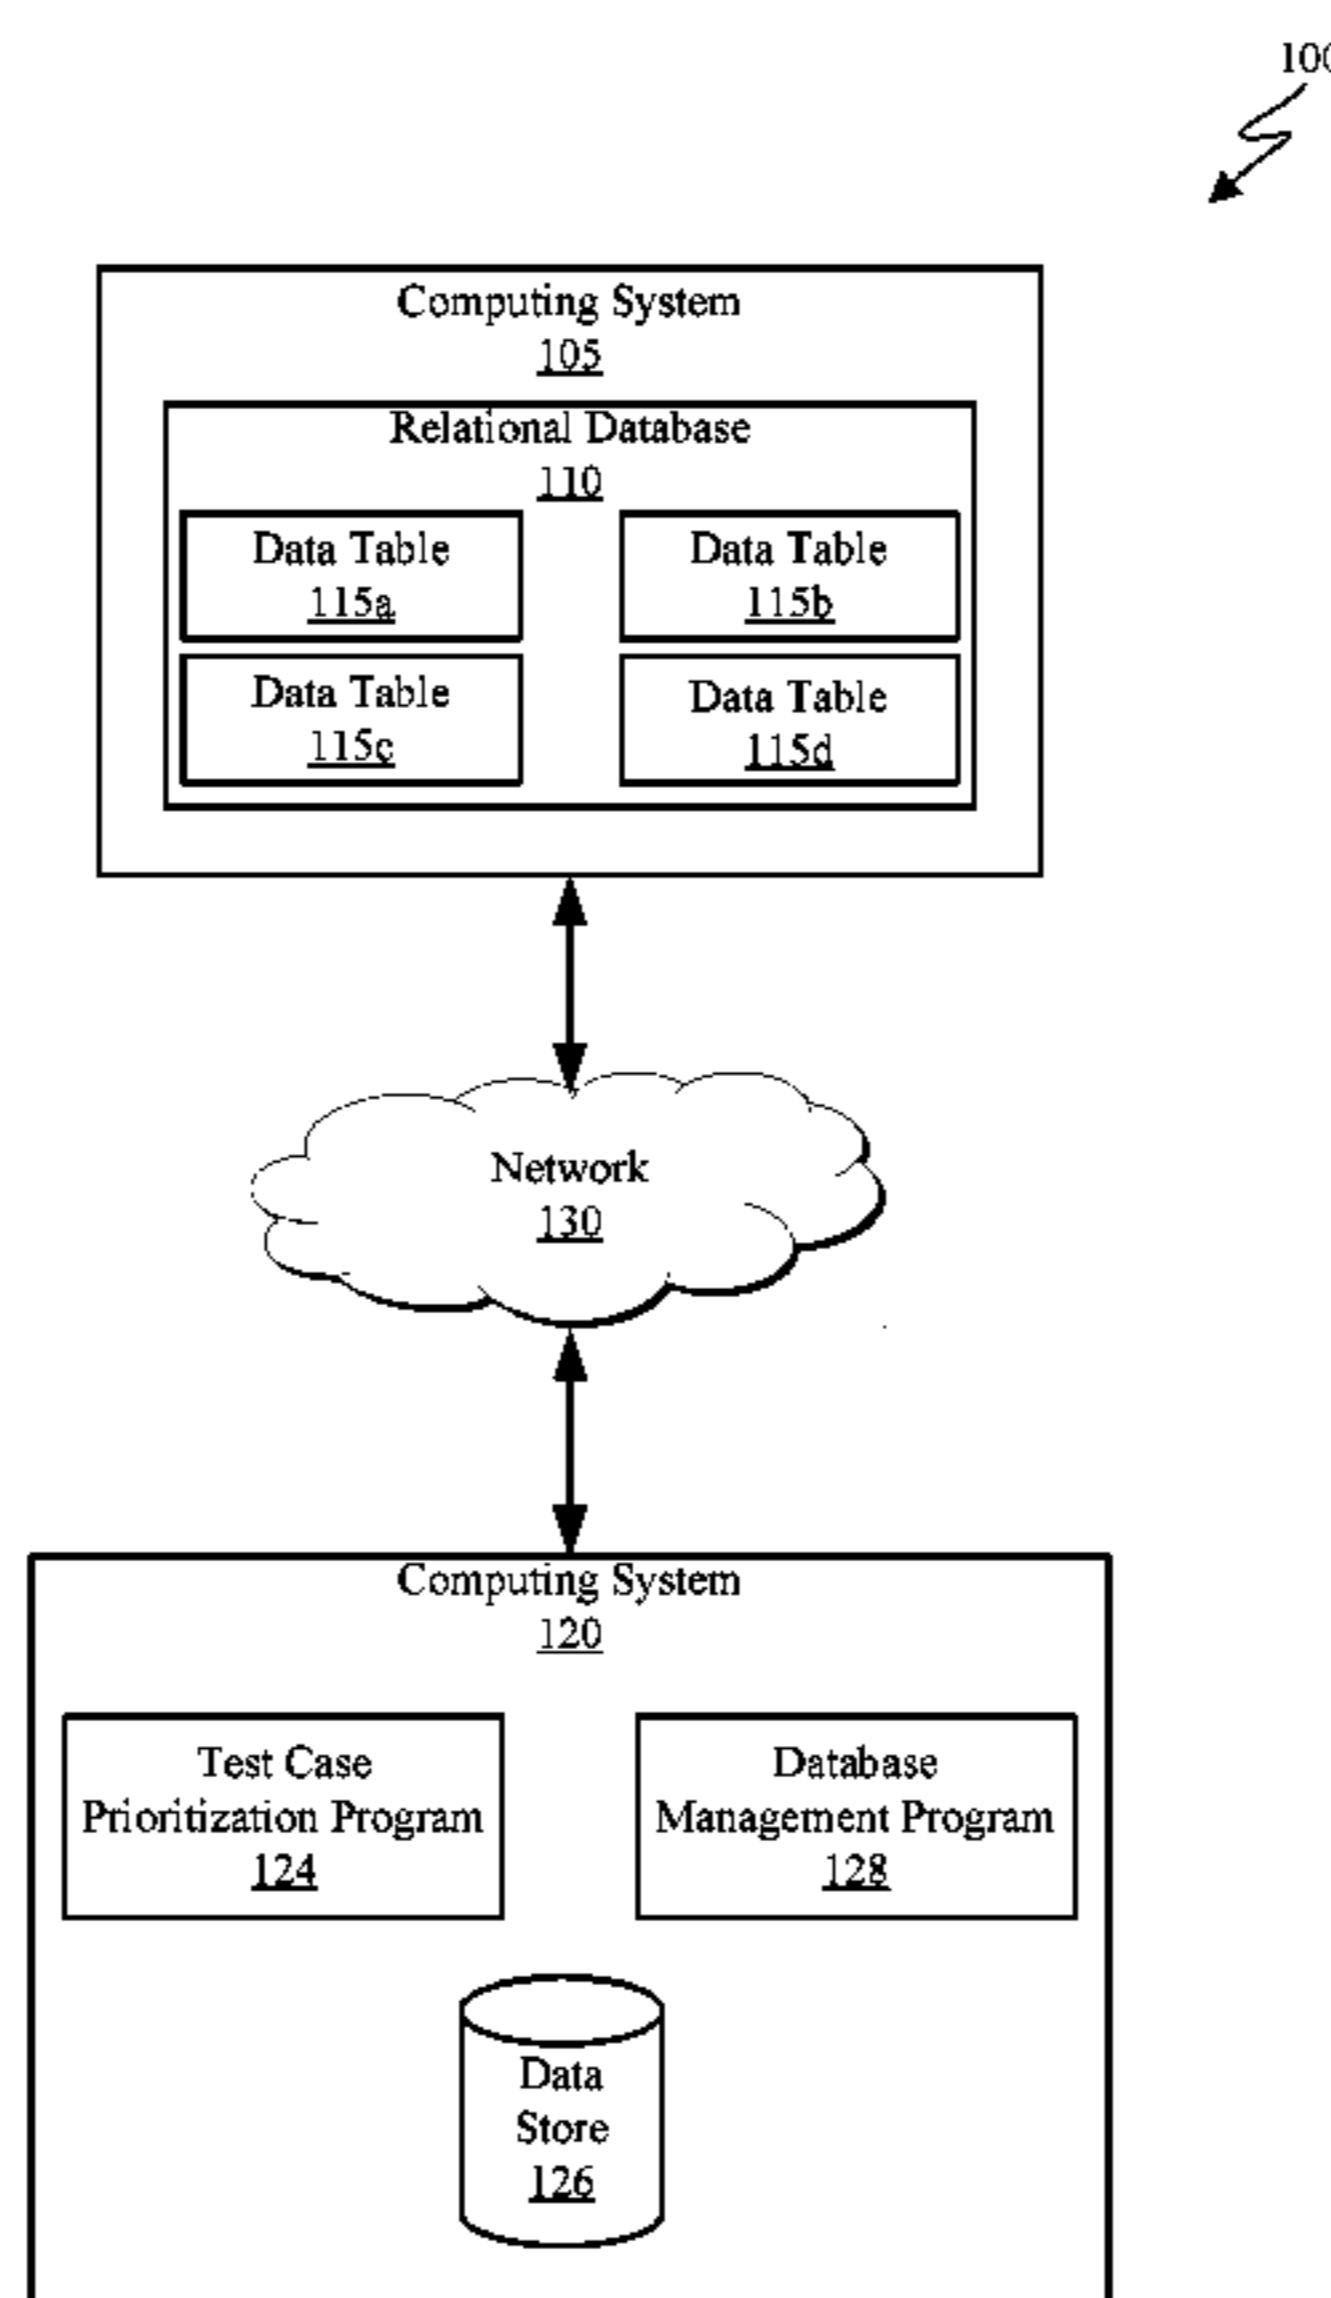 100
Computing System
105
Relational Database
110
Data Table
115a
Data Table
115b
Data Table
115c
Data Table
115d
Network
130
Computing System
120
Test Case
Prioritization Program
124
Database
Management Program
128
Data
Store
126